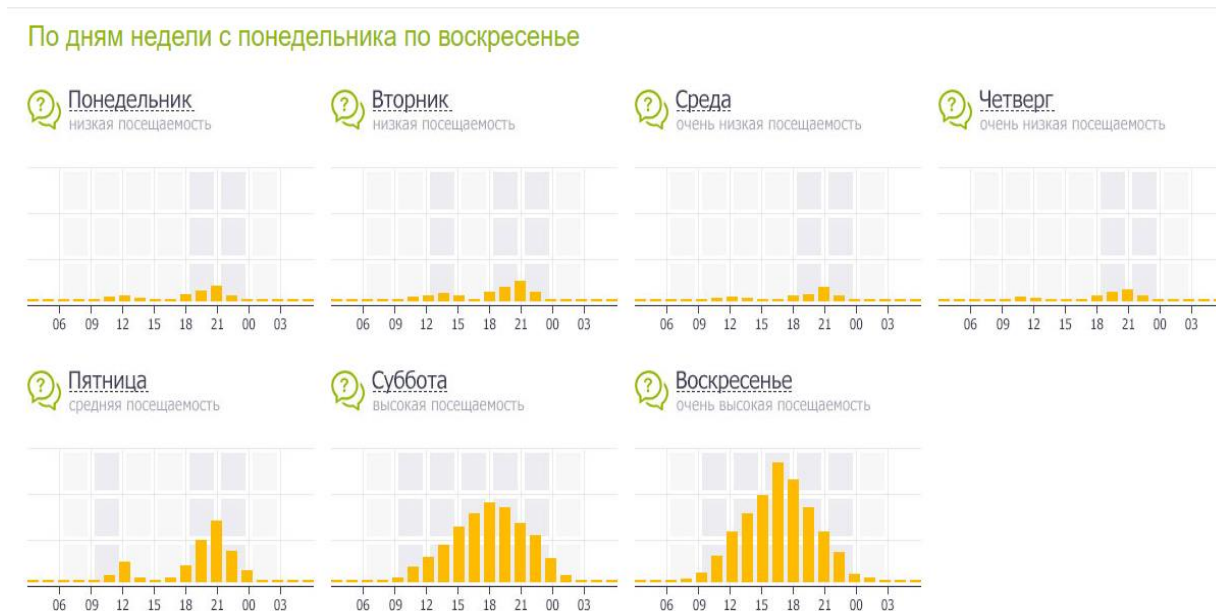 По дням недели с понедельника по воскресенье
? Понедельник
низкая посещаемость
? Вторник
низкая посещаемость
? Среда
очень низкая посещаемость
? Четверг
очень низкая посещаемость
06 09 12 15 18 21 00 03
06 09 12 15 18 21 00 03
06 09 12 15 18 21 00 03
06 09 12 15 18 21 00 03
? Пятница
средняя посещаемость
? Суббота
высокая посещаемость
? Воскресенье
очень высокая посещаемость
06 09 12 15 18 21 00 03
06 09 12 15 18 21 00 03
06 09 12 15 18 21 00 03